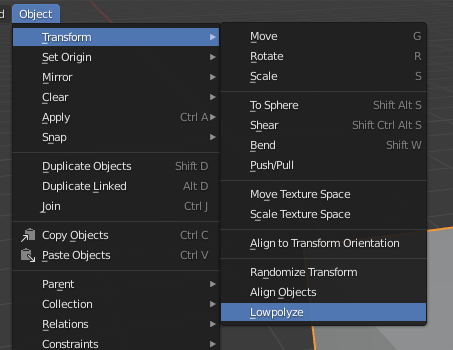 Object
Transform
Set Origin
Mirror
Clear
Apply Ctrl A
Snap
Duplicate Objects Shift D
Duplicate Linked Alt D
Join Ctrl J
Copy Objects Ctrl C
Paste Objects Ctrl V
Parent
Collection
Relations
Constraints
Move G
Rotate R
Scale S
To Sphere Shift Alt S
Shear Shift Ctrl Alt S
Bend Shift W
Push/Pull
Move Texture Space
Scale Texture Space
Align to Transform Orientation
Randomize Transform
Align Objects
Lowpolyze